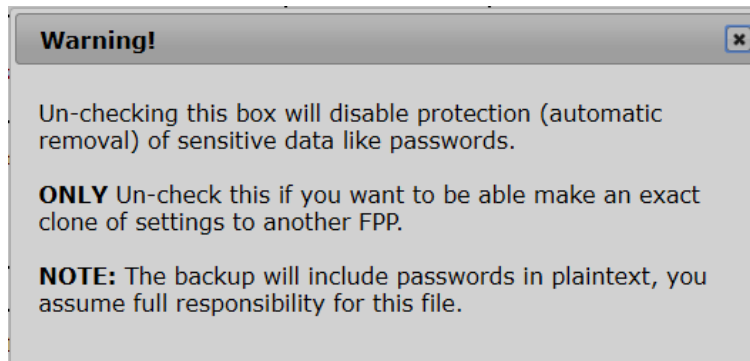 Warning!
Un-checking this box will disable protection (automatic
removal) of sensitive data like passwords.
ONLY Un-check this if you want to be able make an exact
clone of settings to another FPP.
NOTE: The backup will include passwords in plaintext, you
assume full responsibility for this file.